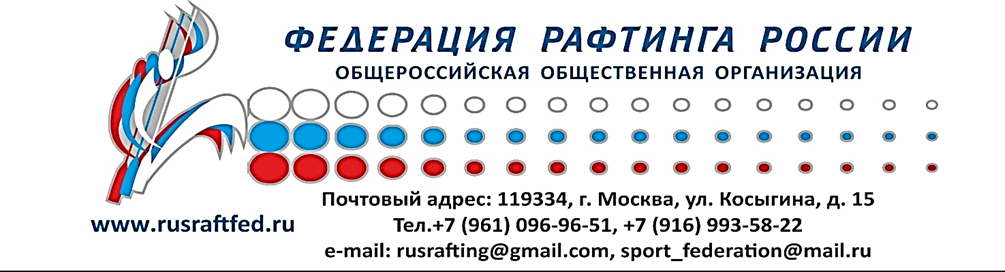 ФЕДЕРАЦИЯ РАФТИНГА РОССИИ
ОБЩЕРОССИЙСКАЯ ОБЩЕСТВЕННАЯ ОРГАНИЗАЦИЯ
Почтовый адрес: 119334, г. Москва, ул. Косыгина, д. 15
www.rusraftfed.ru
Тел.+7 (961) 096-96-51, +7 (916) 993-58-22
e-mail: rusrafting@gmail.com, sport_federation@mail.ru